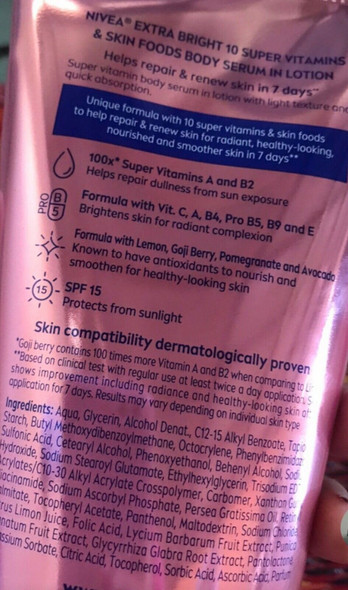 NIVEA® EXTRA BRIGHT 10 SUPER VITAMINS
& SKIN FOODS BODY SERUM IN LOTION
Helps repair & renew skin in 7 days**
Super vitamin body serum in lotion with light texture and
quick absorption.
Unique formula with 10 super vitamins & skin foods
to help repair & renew skin for radiant, healthy-looking,
nourished and smoother skin in 7 days**
100x* Super Vitamins A and B2
Helps repair dullness from sun exposure
PRO B5
Formula with Vit. C, A, B4, Pro B5, B9 and E
Brightens skin for radiant complexion
Formula with Lemon, Goji Berry, Pomegranate and Avocado
Known to have antioxidants to nourish and
smoothen for healthy-looking skin
15
SPF 15
Protects from sunlight
Skin compatibility dermatologically proven
*Goji berry contains 100 times more Vitamin A and B2 when comparing to
**Based on clinical test with regular use at least twice a day application
shows improvement including radiance and healthy-looking skin
application for 7 days. Results may vary depending on individual skin type
Ingredients: Aqua, Glycerin, Alcohol Denat., C12-15 Alkyl Benzoate,
Starch, Butyl Methoxydibenzoylmethane, Octocrylene,
Sulfonic Acid, Cetearyl Alcohol, Phenoxyethanol, Behenyl Alcohol,
Hydroxide, Sodium Stearoyl Glutamate, Ethylhexylglycerin, Trisodium
Acrylates/C10-30 Alkyl Acrylate Crosspolymer, Carbomer, Xanthan
Sodium Ascorbyl Phosphate, Persea Gratissima Oil,
Tocopheryl Acetate, Panthenol, Maltodextrin, Sodium
Limon Juice, Folic Acid, Lycium Barbarum Fruit Extract,
Fruit Extract, Glycyrrhiza Glabra Root Extract,
Sorbate, Citric Acid, Tocopherol, Sorbic Acid, Ascorbic Acid, Parfum